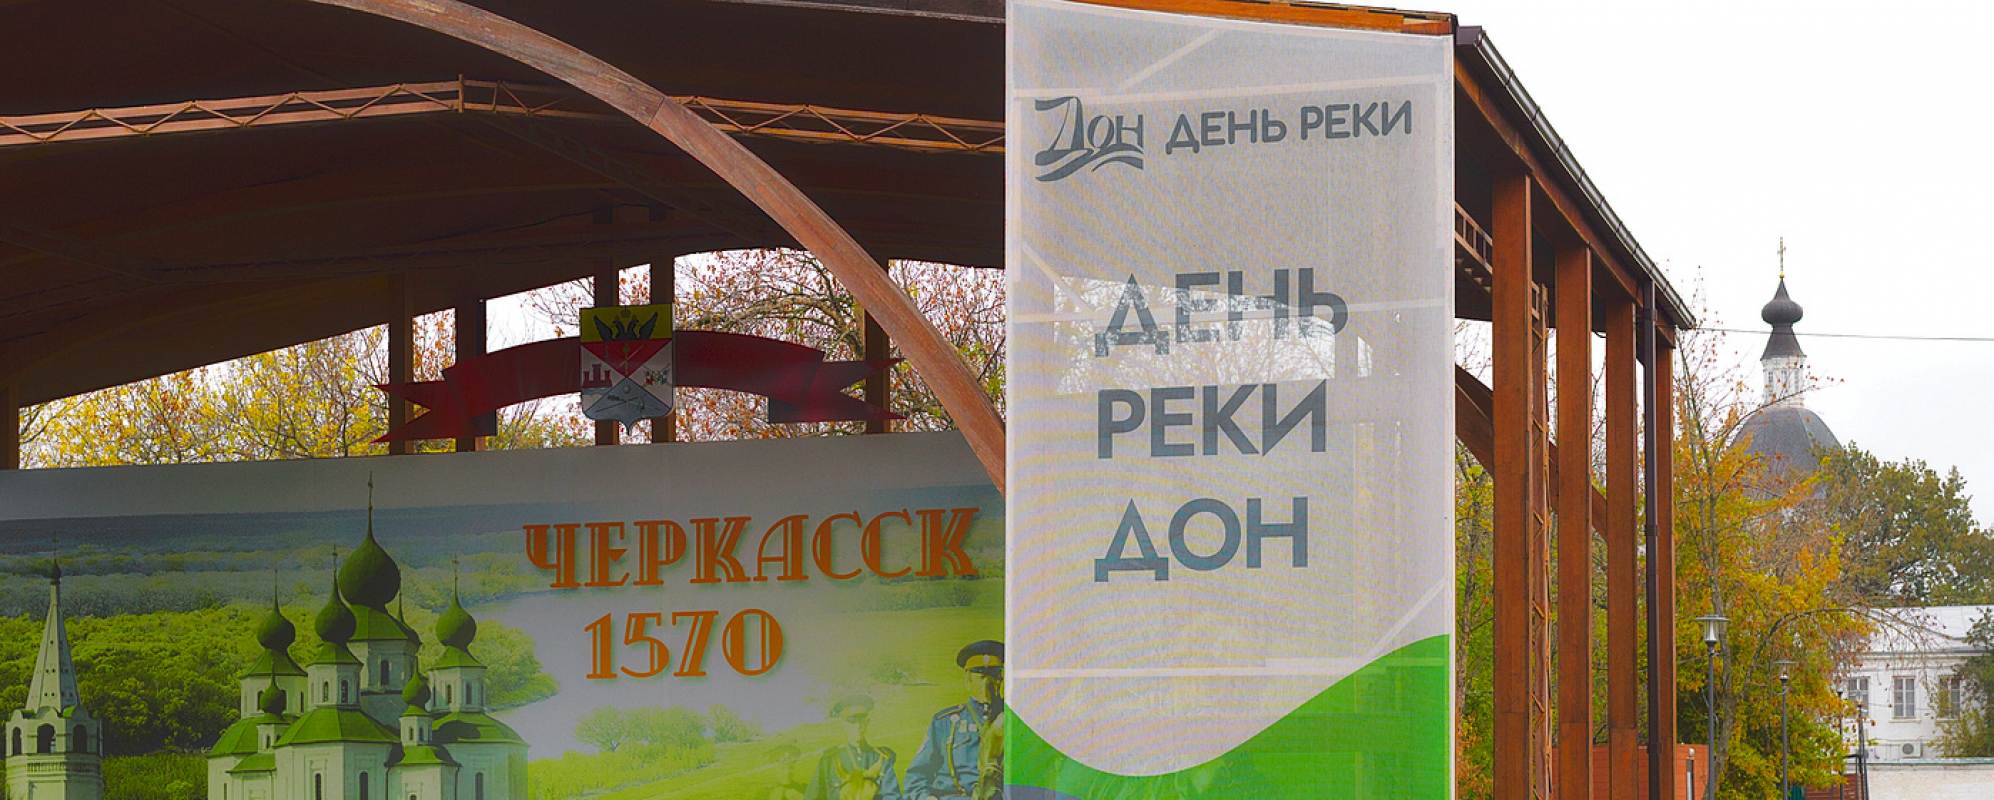 Дон ДЕНЬ РЕКИ
ДЕНЬ
РЕКИ
ДОН
ЧЕРКАССК
1570